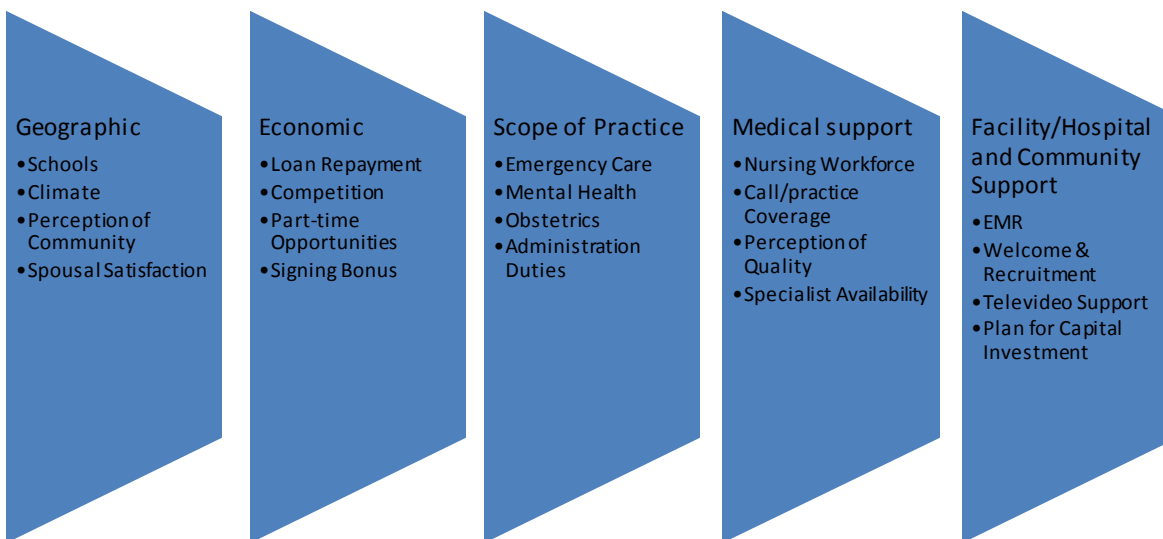 Geographic
•Schools
•Climate
•Perception of
Community
•Spousal Satisfaction
Economic
•Loan Repayment
•Competition
•Part-time
Opportunities
•Signing Bonus
Scope of Practice
•Emergency Care
•Mental Health
•Obstetrics
•Administration
Duties
Medical support
•Nursing Workforce
•Call/practice
Coverage
•Perception of
Quality
•Specialist Availability
Facility/Hospital
and Community
Support
•EMR
•Welcome &
Recruitment
•Televideo Support
•Plan for Capital
Investment